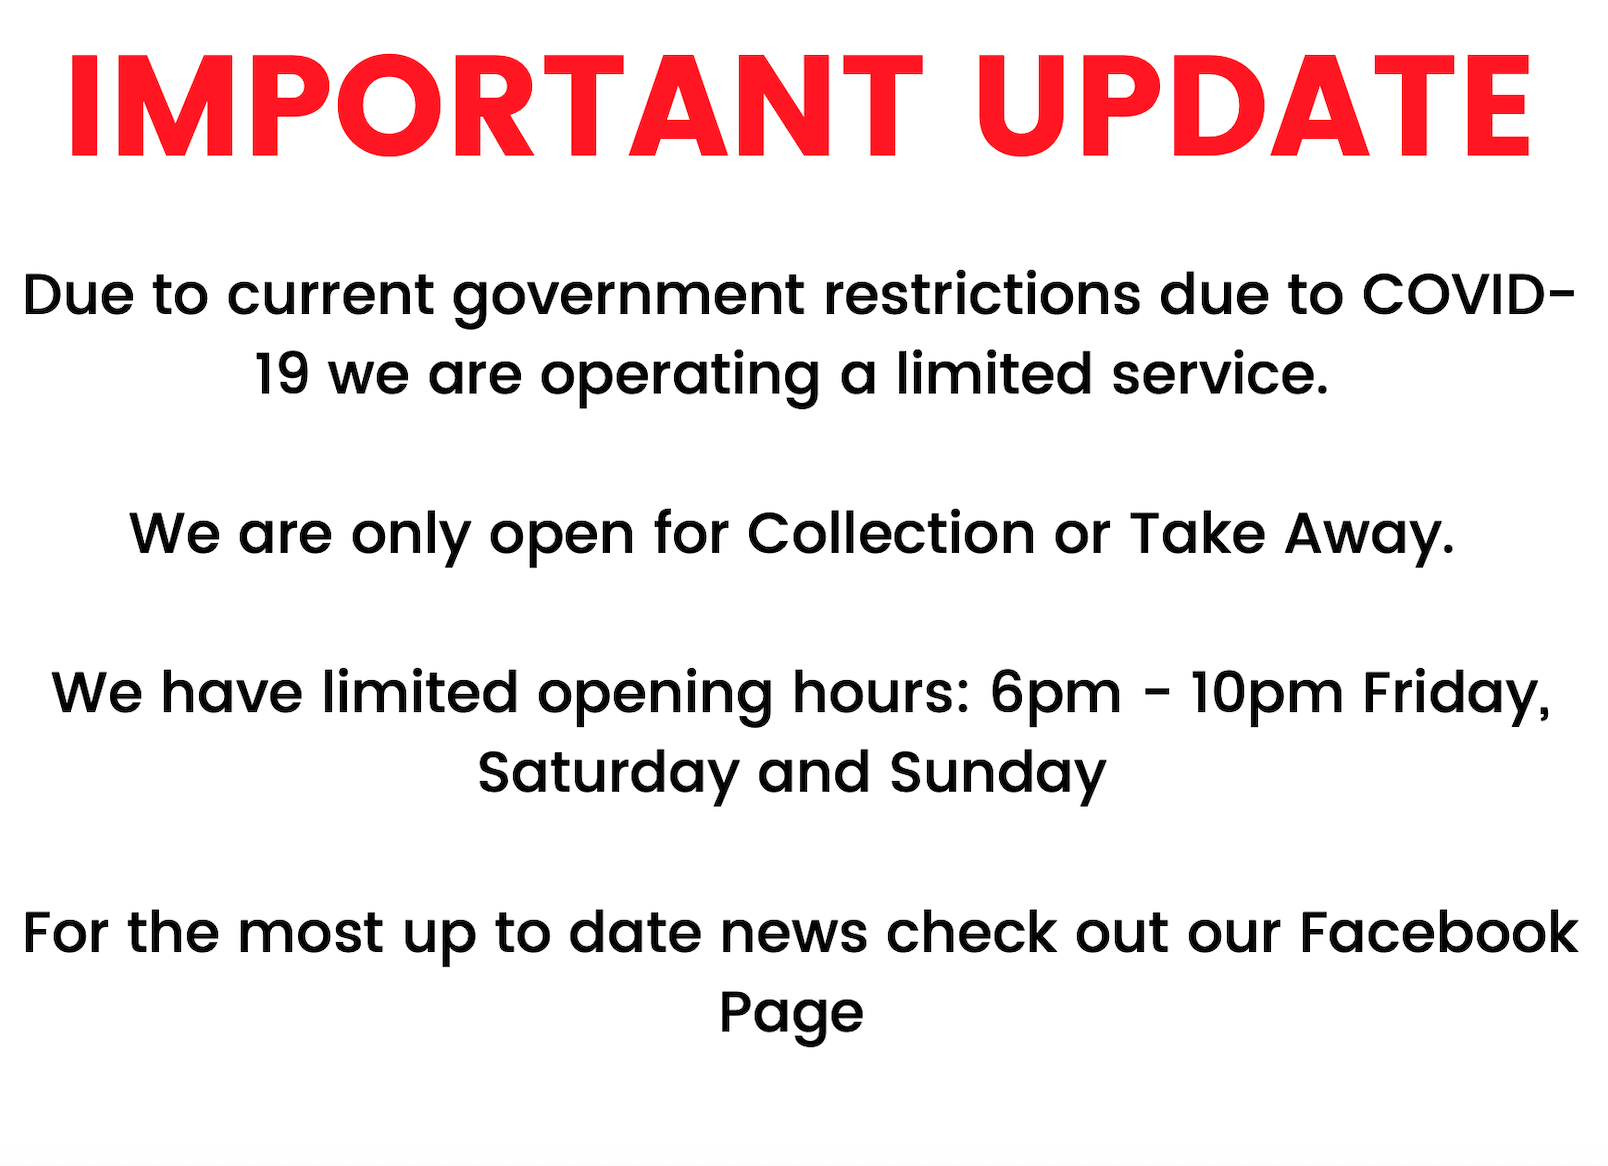 IMPORTANT UPDATE
Due to current government restrictions due to COVID-
19 we are operating a limited service.
We are only open for Collection or Take Away.
We have limited opening hours: 6pm - 10pm Friday,
Saturday and Sunday
For the most up to date news check out our Facebook
Page